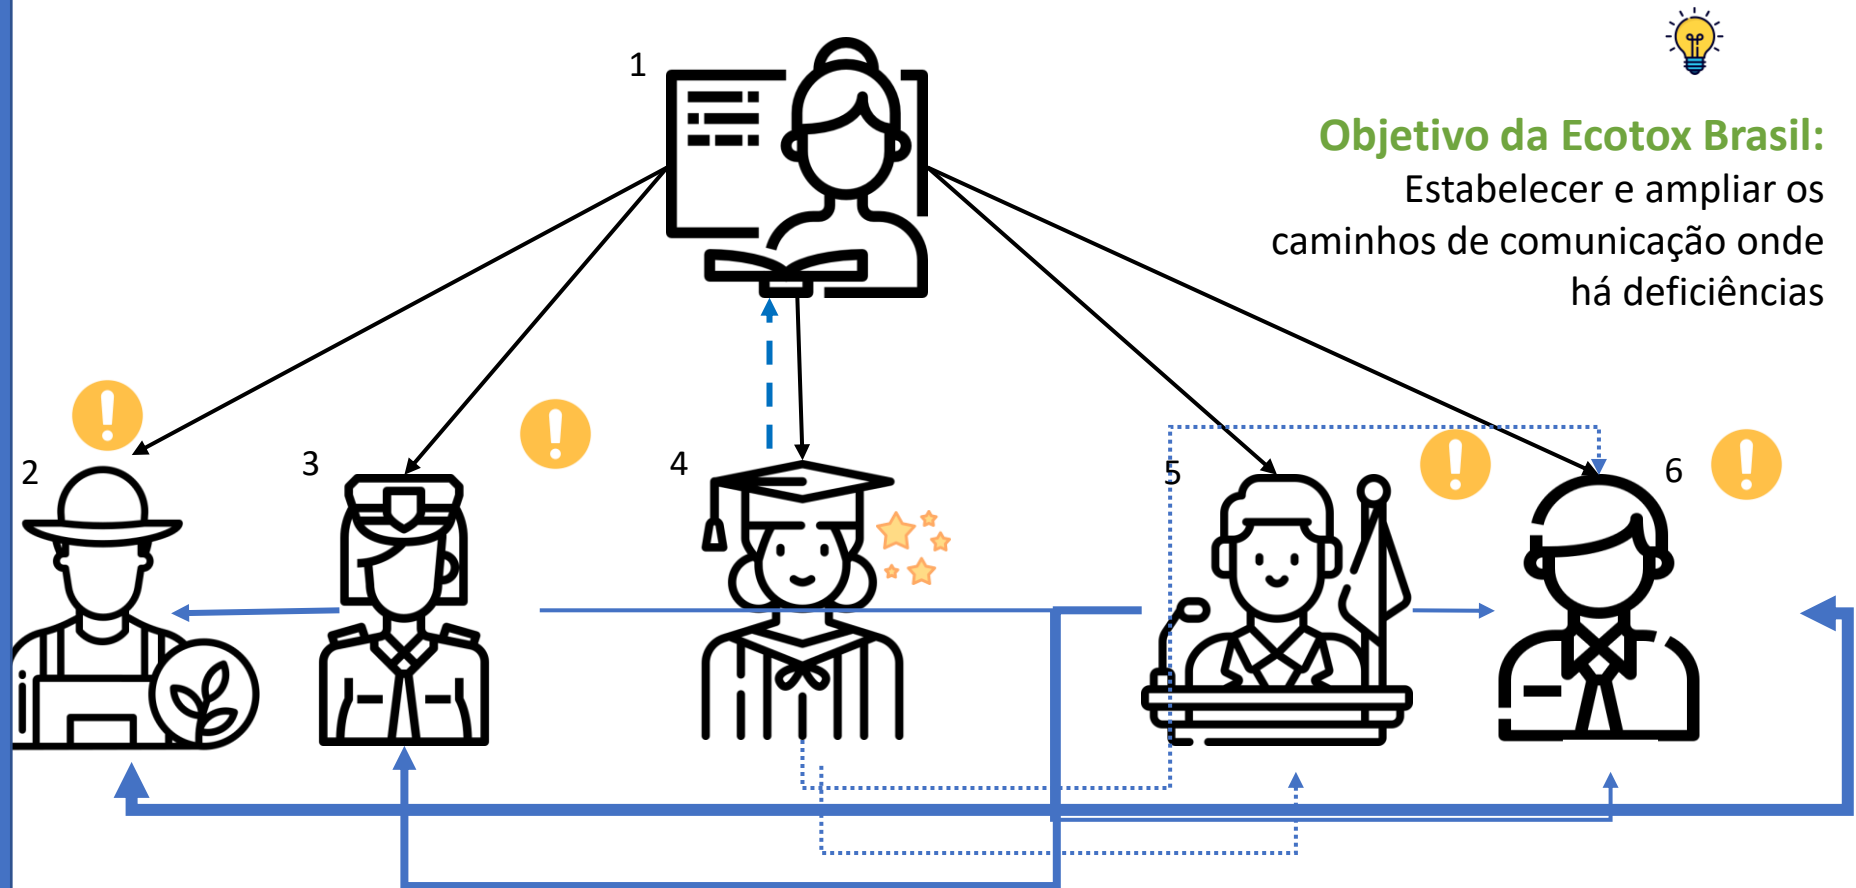 1
Objetivo da Ecotox Brasil:
Estabelecer e ampliar os
caminhos de comunicação onde
há deficiências
2
3
4
5
6